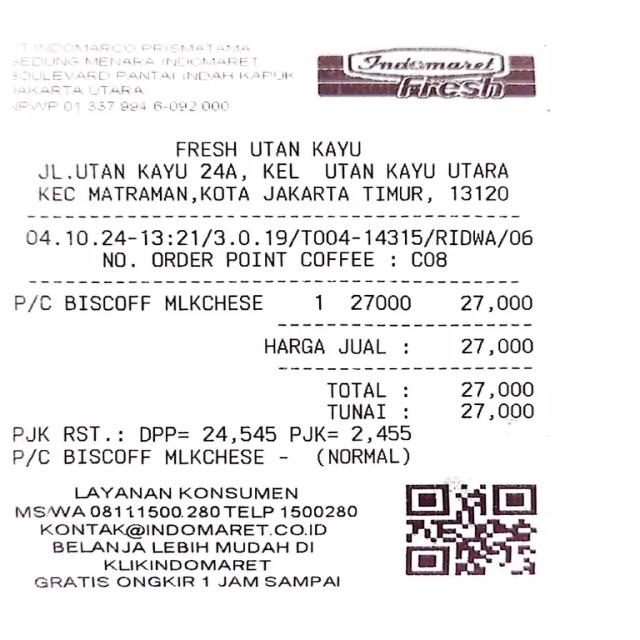 PT INDOMARCO PRISMATAMA
GEDUNG MENARA INDOMARET
BOULEVARD PANTAI INDAH KAPUK
JAKARTA UTARA
NPWP 01 337 994 6-092 000
Indomaret
fresh
FRESH UTAN KAYU
JL.UTAN KAYU 24A, KEL UTAN KAYU UTARA
KEC MATRAMAN,KOTA JAKARTA TIMUR, 13120
04.10.24-13:21/3.0.19/T004-14315/RIDWA/06
NO. ORDER POINT COFFEE : C08
P/C BISCOFF MLKCHESE 1 27000 27,000
HARGA JUAL : 27,000
TOTAL : 27,000
TUNAI : 27,000
PJK RST.: DPP= 24,545 PJK= 2,455
P/C BISCOFF MLKCHESE - (NORMAL)
LAYANAN KONSUMEN
MS/WA 08111500.280 TELP 1500280
KONTAK@INDOMARET.CO.ID
BELANJA LEBIH MUDAH DI
KLIKINDOMARET
GRATIS ONGKIR 1 JAM SAMPAI